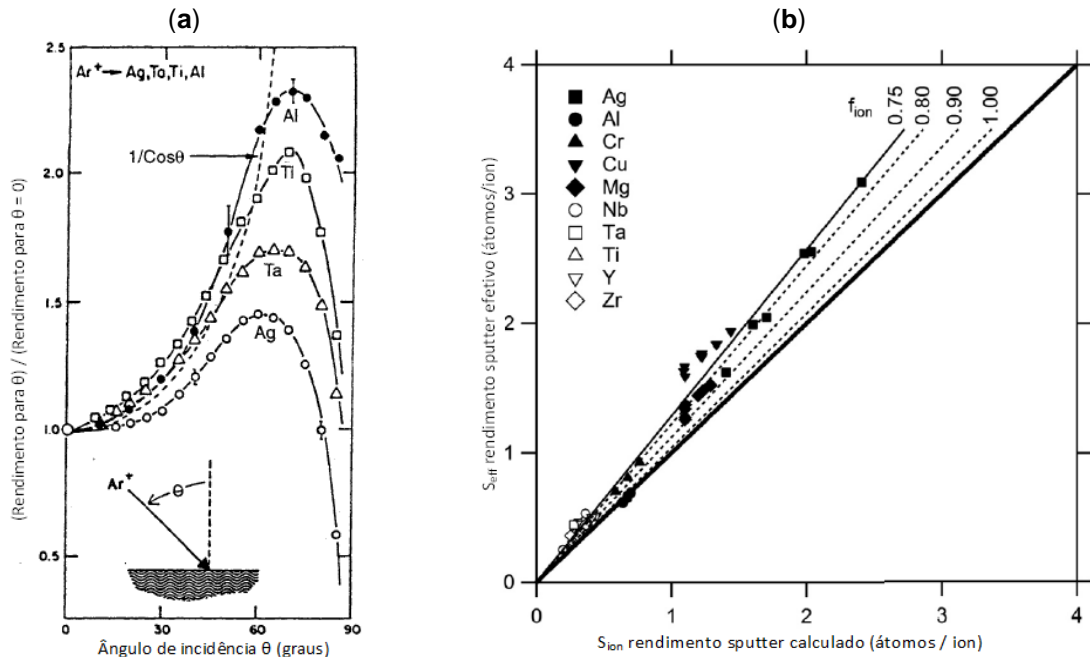 (a)
2.5
Ar⁺ → Ag,Ta,Ti,Al
Al
1/Cosθ
2.0
Ti
Ta
1.5
Ag
1.0
Ar⁺
θ
0.5
0
30
60
90
(Rendimento para θ) / (Rendimento para θ = 0)
Ângulo de incidência θ (graus)
(b)
4
3
2
1
0
Ag
Al
Cr
Cu
Mg
Nb
Ta
Ti
Y
Zr
f_ion
0.75
0.80
0.90
1.00
0
1
2
3
4
S_eff rendimento sputter efetivo (átomos/ion)
S_ion rendimento sputter calculado (átomos / ion)